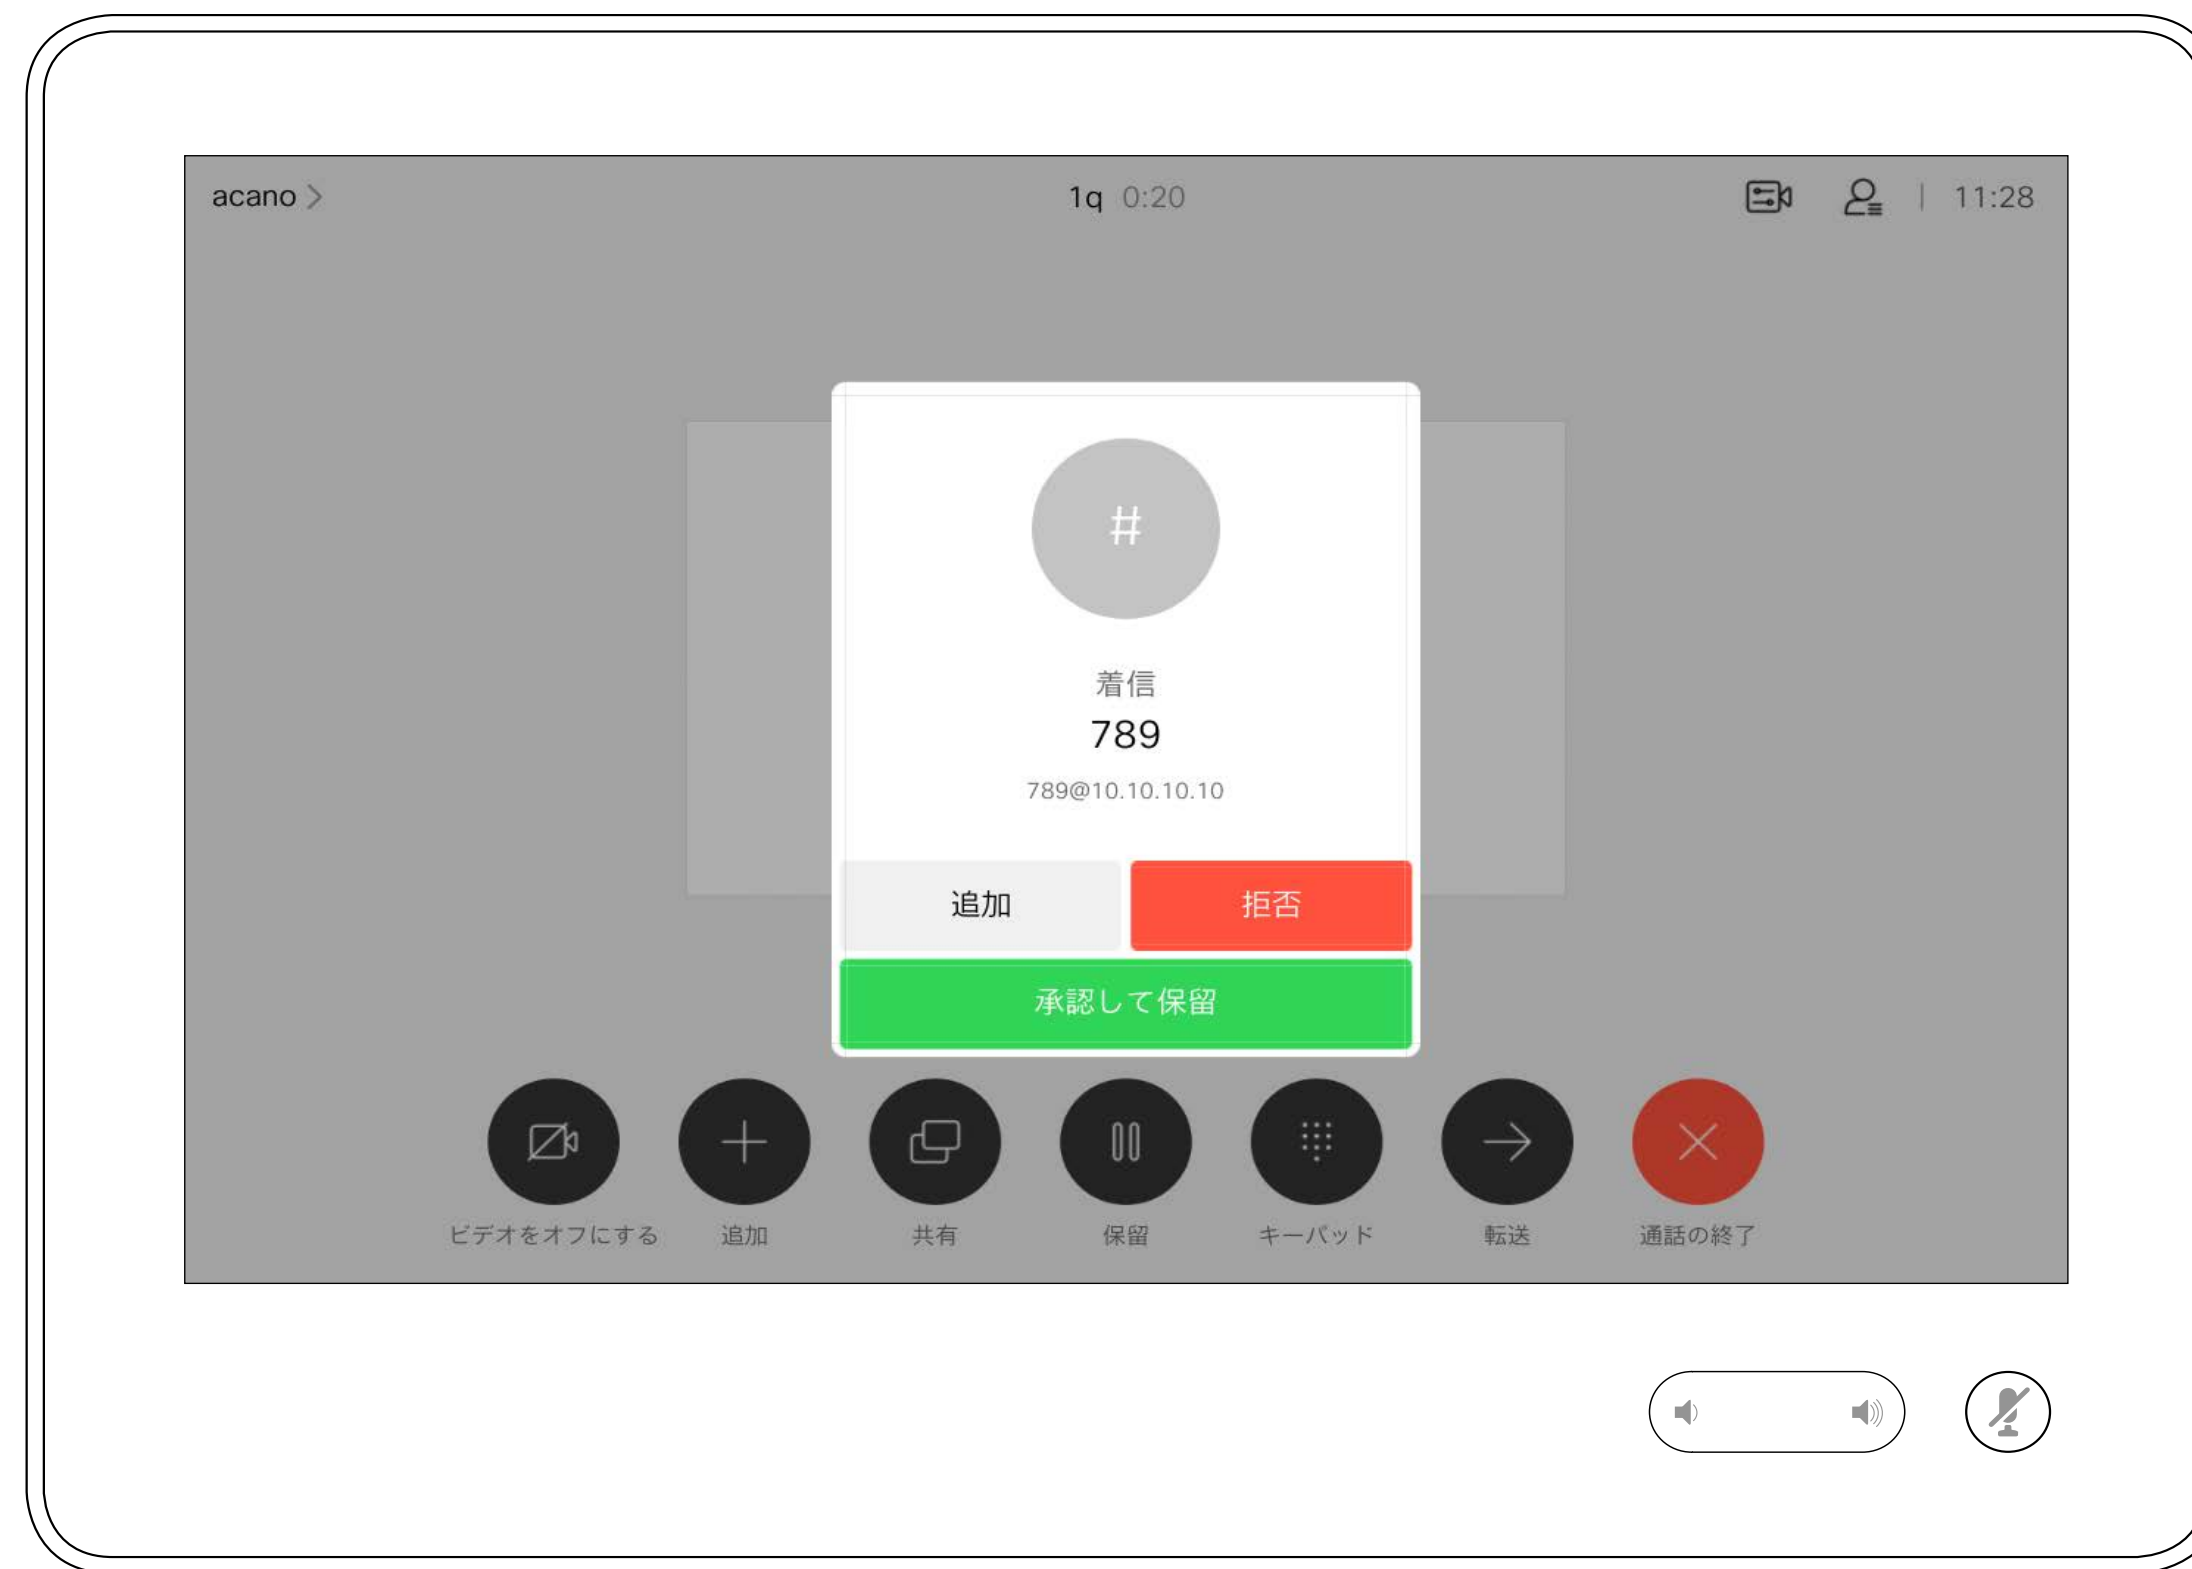 acano
1q 0:20
11:28
#
着信
789
789@10.10.10.10
追加
拒否
承認して保留
ビデオをオフにする
追加
共有
保留
キーパッド
転送
通話の終了